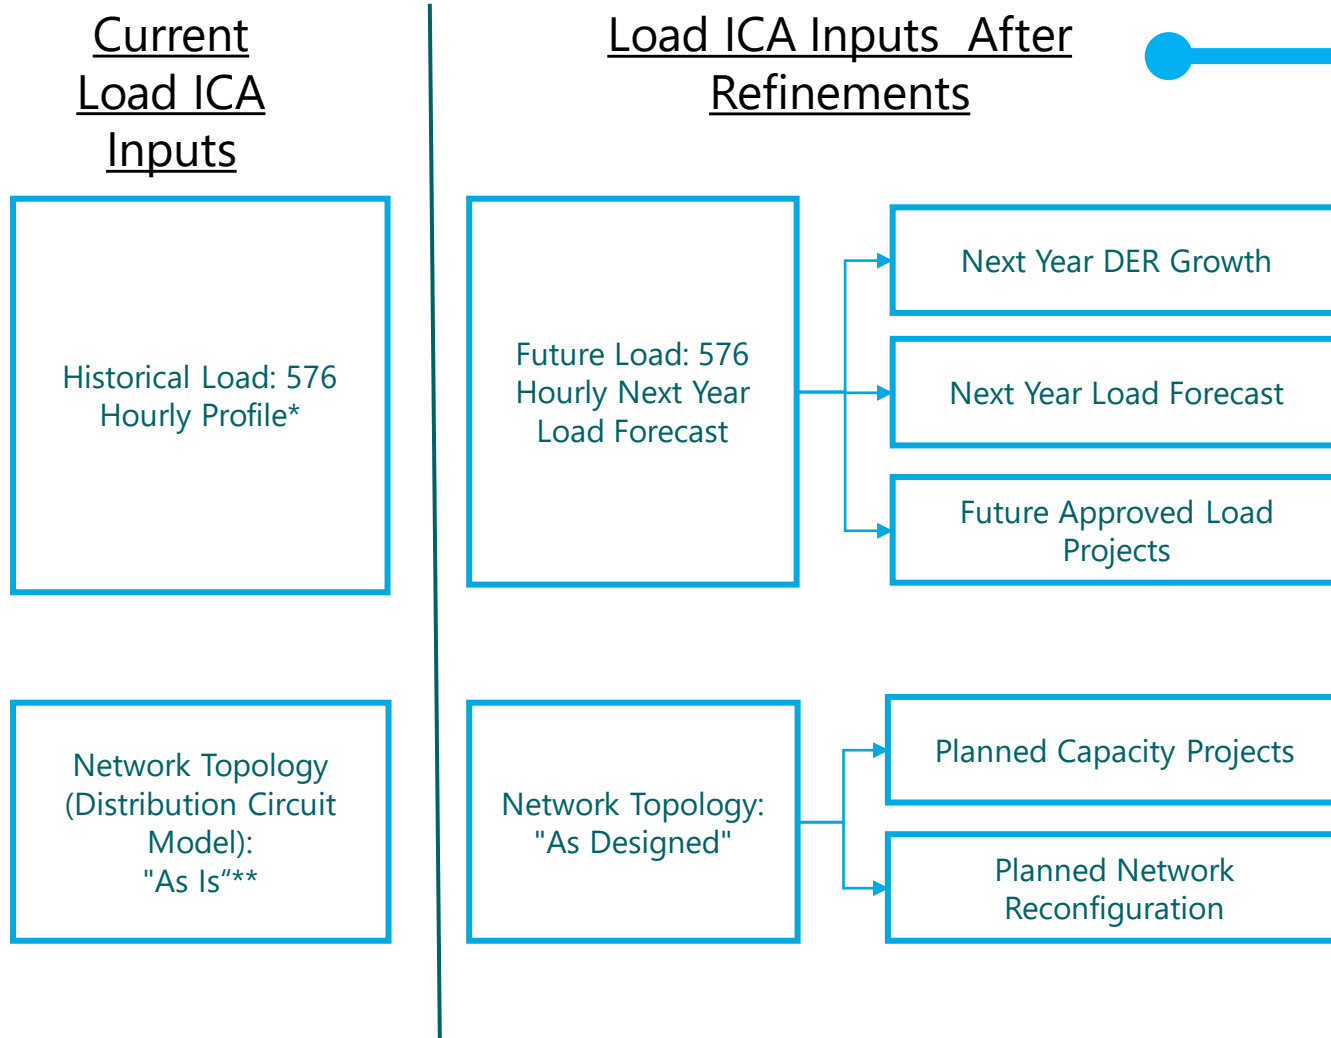 Current
Load ICA
Inputs
Load ICA Inputs  After
Refinements
Historical Load: 576
Hourly Profile*
Future Load: 576
Hourly Next Year
Load Forecast
Next Year DER Growth
Next Year Load Forecast
Future Approved Load
Projects
Network Topology
(Distribution Circuit
Model):
"As Is“**
Network Topology:
"As Designed"
Planned Capacity Projects
Planned Network
Reconfiguration